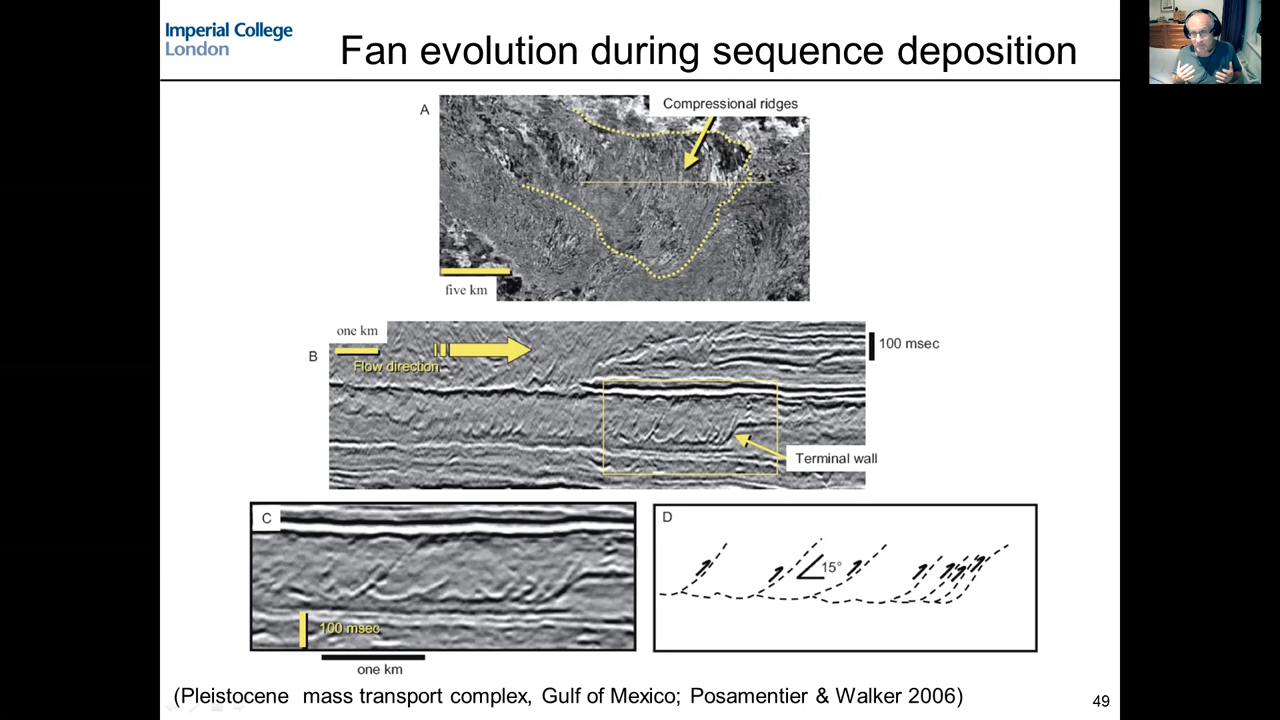 Imperial College
London
Fan evolution during sequence deposition
A
Compressional ridges
five km
one km
B
Flow direction
100 msec
Terminal wall
C
100 msec
one km
D
15°
(Pleistocene mass transport complex, Gulf of Mexico; Posamentier & Walker 2006)
49